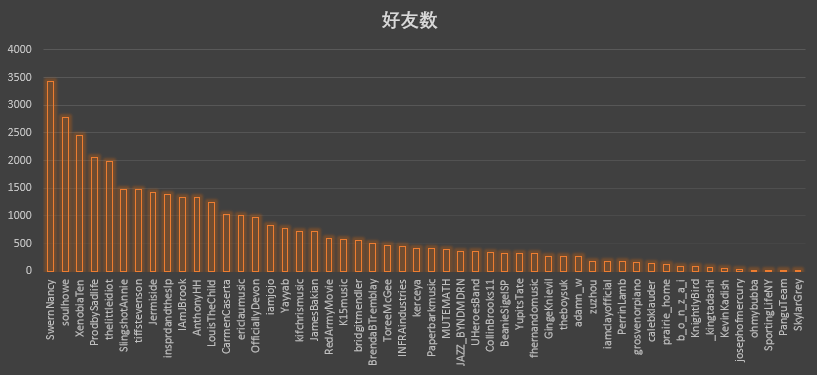 好友数
4000
3500
3000
2500
2000
1500
1000
500
0
SwernNancy
soulhowe
XenobiaTen
ProdbySadlife
thelittleidiot
SlingshotAnnie
tiffstevenson
Jermiside
insprdandtheslp
IAmJBrook
AnthonyHH
LouisTheChild
CarmenCaserta
ericlaumusic
OfficiallyDevon
iamjojo
Yayyab
kifchrismusic
JamesBakian
RedArmyMovie
K15music
bridgitmendler
BrendaBTremblay
ToreeMcGee
INFRAindustries
kerceya
Paperbarkmusic
MUTEMATH
JAZZ_BYNDMDRN
UHeroesBand
CollinBrooks11
BeanieSigelSP
YupItsTate
fhernandomusic
GingeKnievil
theboysuk
adamn_w
zuzhou
iamclayofficial
PerrinLamb
grosvenorpiano
calebklauder
prairie_home
b_o_n_z_a_i
KnightlyBird
_kingtadashi
KevinKadish
josephofmercury
ohmybubba
SportingLifeNY
PanguTeam
SkylarGrey